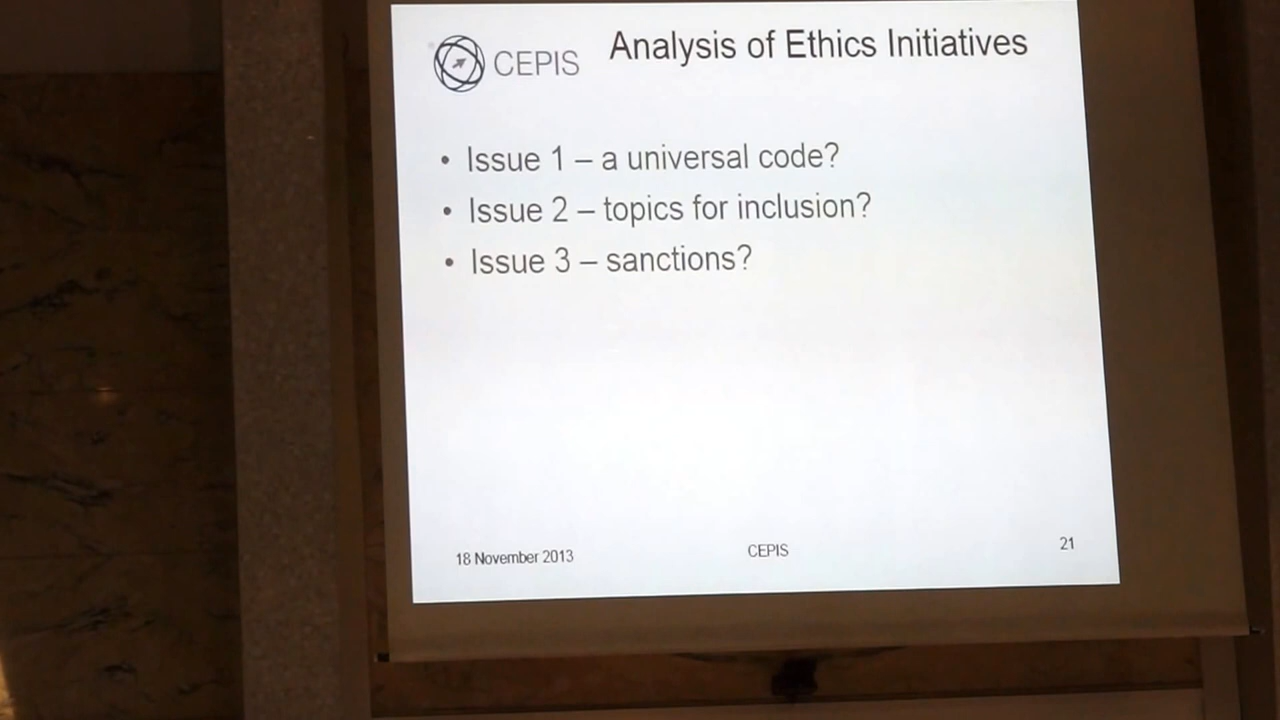 CEPIS
Analysis of Ethics Initiatives
• Issue 1 – a universal code?
• Issue 2 – topics for inclusion?
• Issue 3 – sanctions?
18 November 2013
CEPIS
21